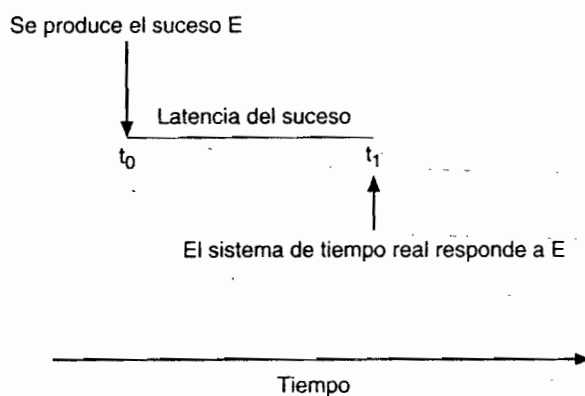 Se produce el suceso E
Latencia del suceso
t0
t1
El sistema de tiempo real responde a E
Tiempo